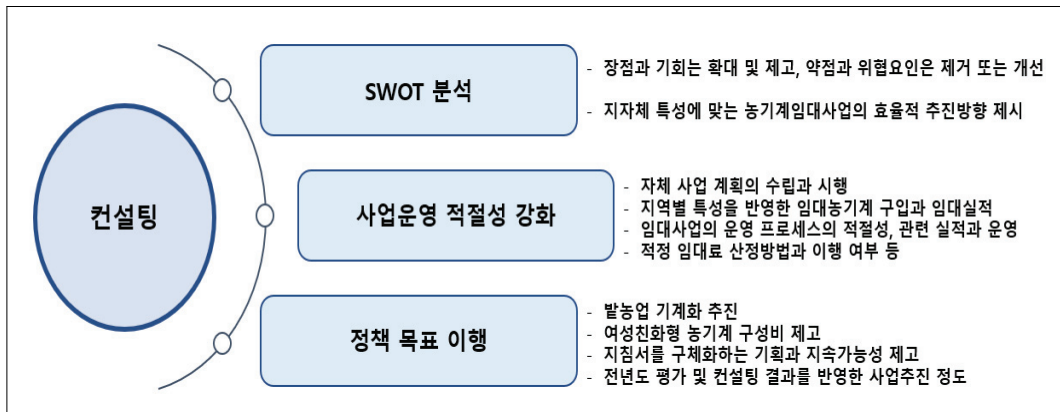 컨설팅
SWOT 분석
- 장점과 기회는 확대 및 제고, 약점과 위협요인은 제거 또는 개선
- 지자체 특성에 맞는 농기계임대사업의 효율적 추진방향 제시
사업운영 적절성 강화
- 자체 사업 계획의 수립과 시행
- 지역별 특성을 반영한 임대농기계 구입과 임대실적
- 임대사업의 운영 프로세스의 적절성, 관련 실적과 운영
- 적정 임대료 산정방법과 이행 여부 등
정책 목표 이행
- 밭농업 기계화 추진
- 여성친화형 농기계 구성비 제고
- 지침서를 구체화하는 기획과 지속가능성 제고
- 전년도 평가 및 컨설팅 결과를 반영한 사업추진 정도